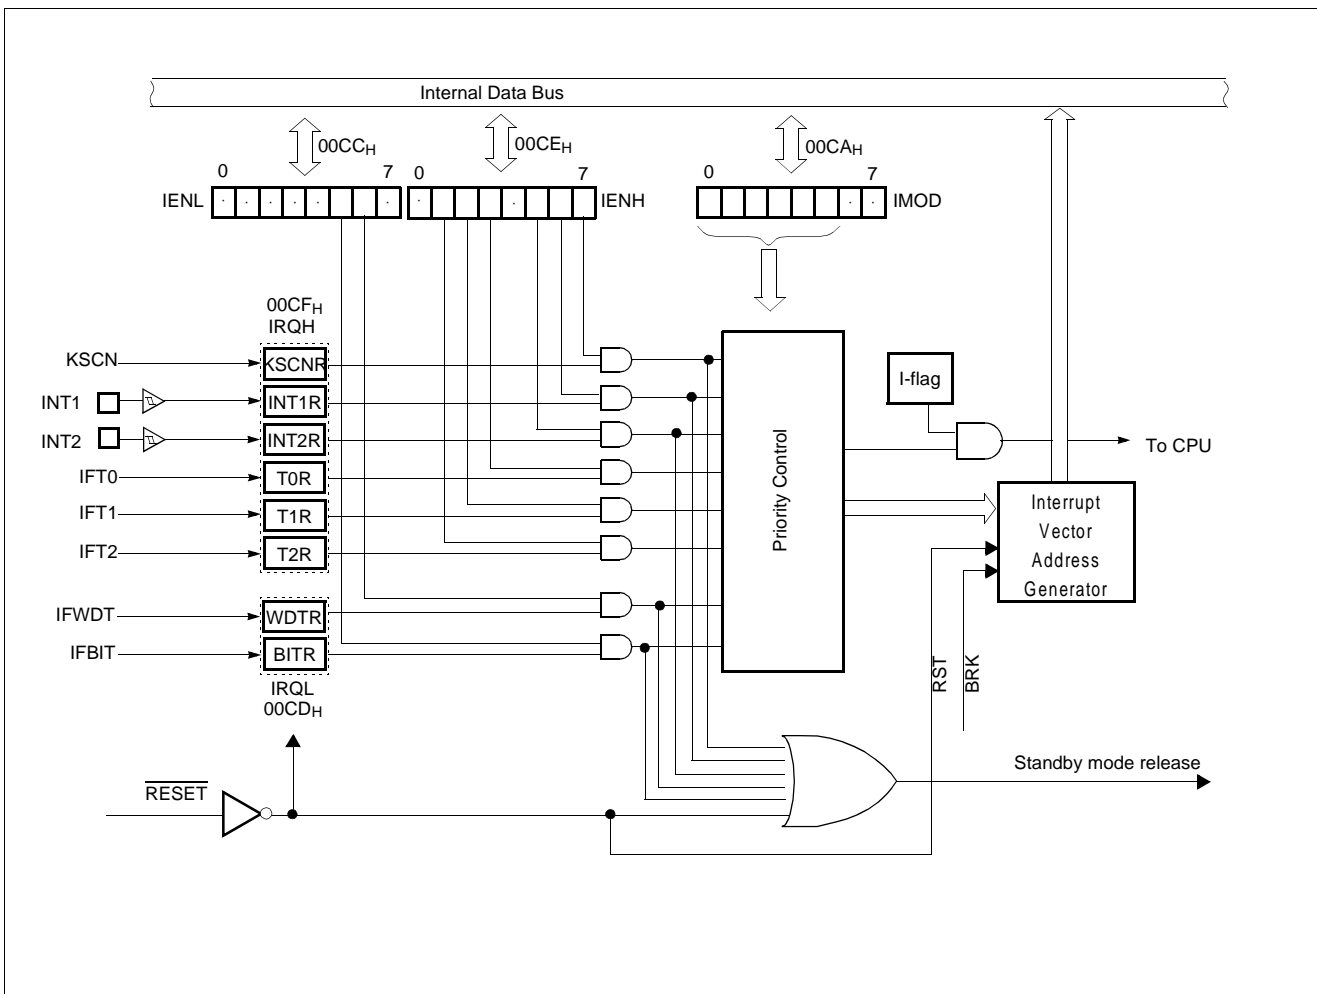 Internal Data Bus
00CCH
00CEH
00CAH
0 7 0 7 0 7
IENL
IENH
IMOD
00CFH
IRQH
KSCN
KSCNR
I-flag
INT1
INT1R
INT2
INT2R
To CPU
IFT0
T0R
IFT1
T1R
IFT2
T2R
Priority Control
Interrupt
Vector
Address
Generator
IFWDT
WDTR
IFBIT
BITR
RST
BRK
IRQL
00CDH
RESET
Standby mode release